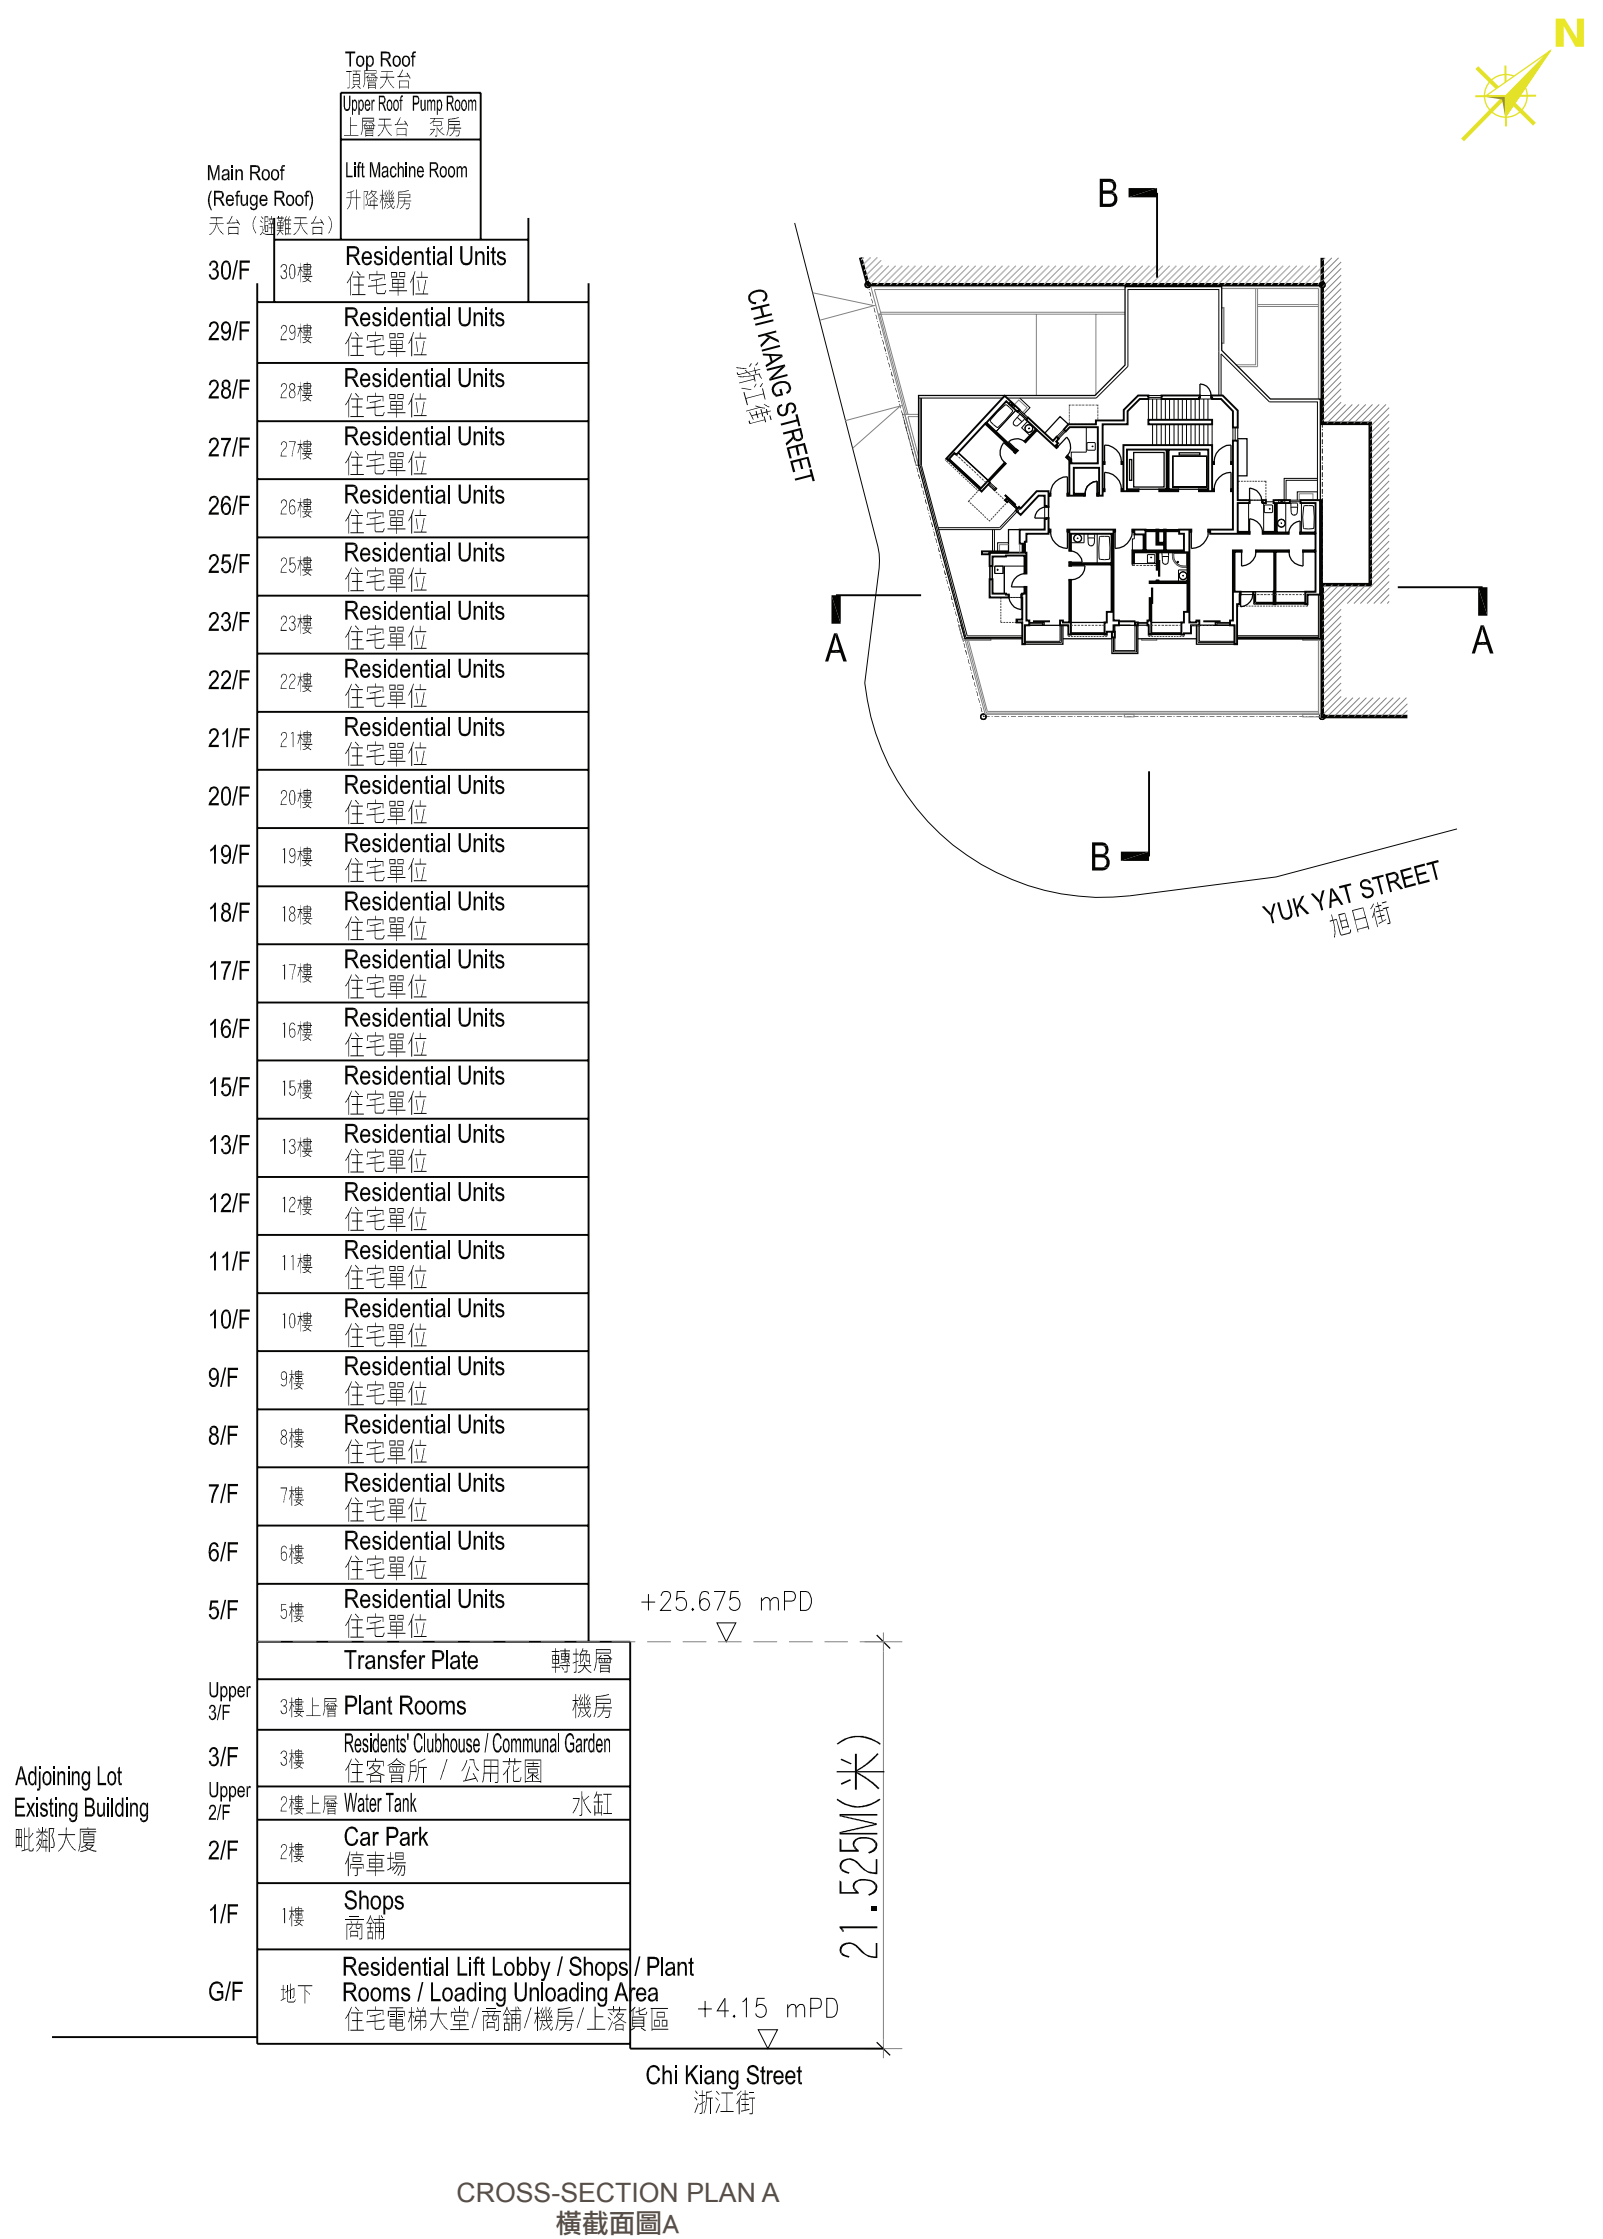 N
Top Roof
頂層天台
Upper Roof Pump Room
上層天台 泵房
Main Roof
(Refuge Roof)
天台（避難天台）
Lift Machine Room
升降機房
30/F 30樓 Residential Units
住宅單位
29/F 29樓 Residential Units
住宅單位
28/F 28樓 Residential Units
住宅單位
27/F 27樓 Residential Units
住宅單位
26/F 26樓 Residential Units
住宅單位
25/F 25樓 Residential Units
住宅單位
23/F 23樓 Residential Units
住宅單位
22/F 22樓 Residential Units
住宅單位
21/F 21樓 Residential Units
住宅單位
20/F 20樓 Residential Units
住宅單位
19/F 19樓 Residential Units
住宅單位
18/F 18樓 Residential Units
住宅單位
17/F 17樓 Residential Units
住宅單位
16/F 16樓 Residential Units
住宅單位
15/F 15樓 Residential Units
住宅單位
13/F 13樓 Residential Units
住宅單位
12/F 12樓 Residential Units
住宅單位
11/F 11樓 Residential Units
住宅單位
10/F 10樓 Residential Units
住宅單位
9/F 9樓 Residential Units
住宅單位
8/F 8樓 Residential Units
住宅單位
7/F 7樓 Residential Units
住宅單位
6/F 6樓 Residential Units
住宅單位
5/F 5樓 Residential Units
住宅單位
Transfer Plate 轉換層
Upper
3/F 3樓上層 Plant Rooms 機房
3/F 3樓 Residents' Clubhouse / Communal Garden
住客會所 / 公用花園
Upper
2/F 2樓上層 Water Tank 水缸
2/F 2樓 Car Park
停車場
1/F 1樓 Shops
商舖
G/F 地下 Residential Lift Lobby / Shops / Plant
Rooms / Loading Unloading Area
住宅電梯大堂/商舖/機房/上落貨區
Adjoining Lot
Existing Building
毗鄰大廈
+25.675 mPD
21.525M(米)
+4.15 mPD
Chi Kiang Street
浙江街
B
CHI KIANG STREET
浙江街
A
A
B
YUK YAT STREET
旭日街
CROSS-SECTION PLAN A
橫截面圖A